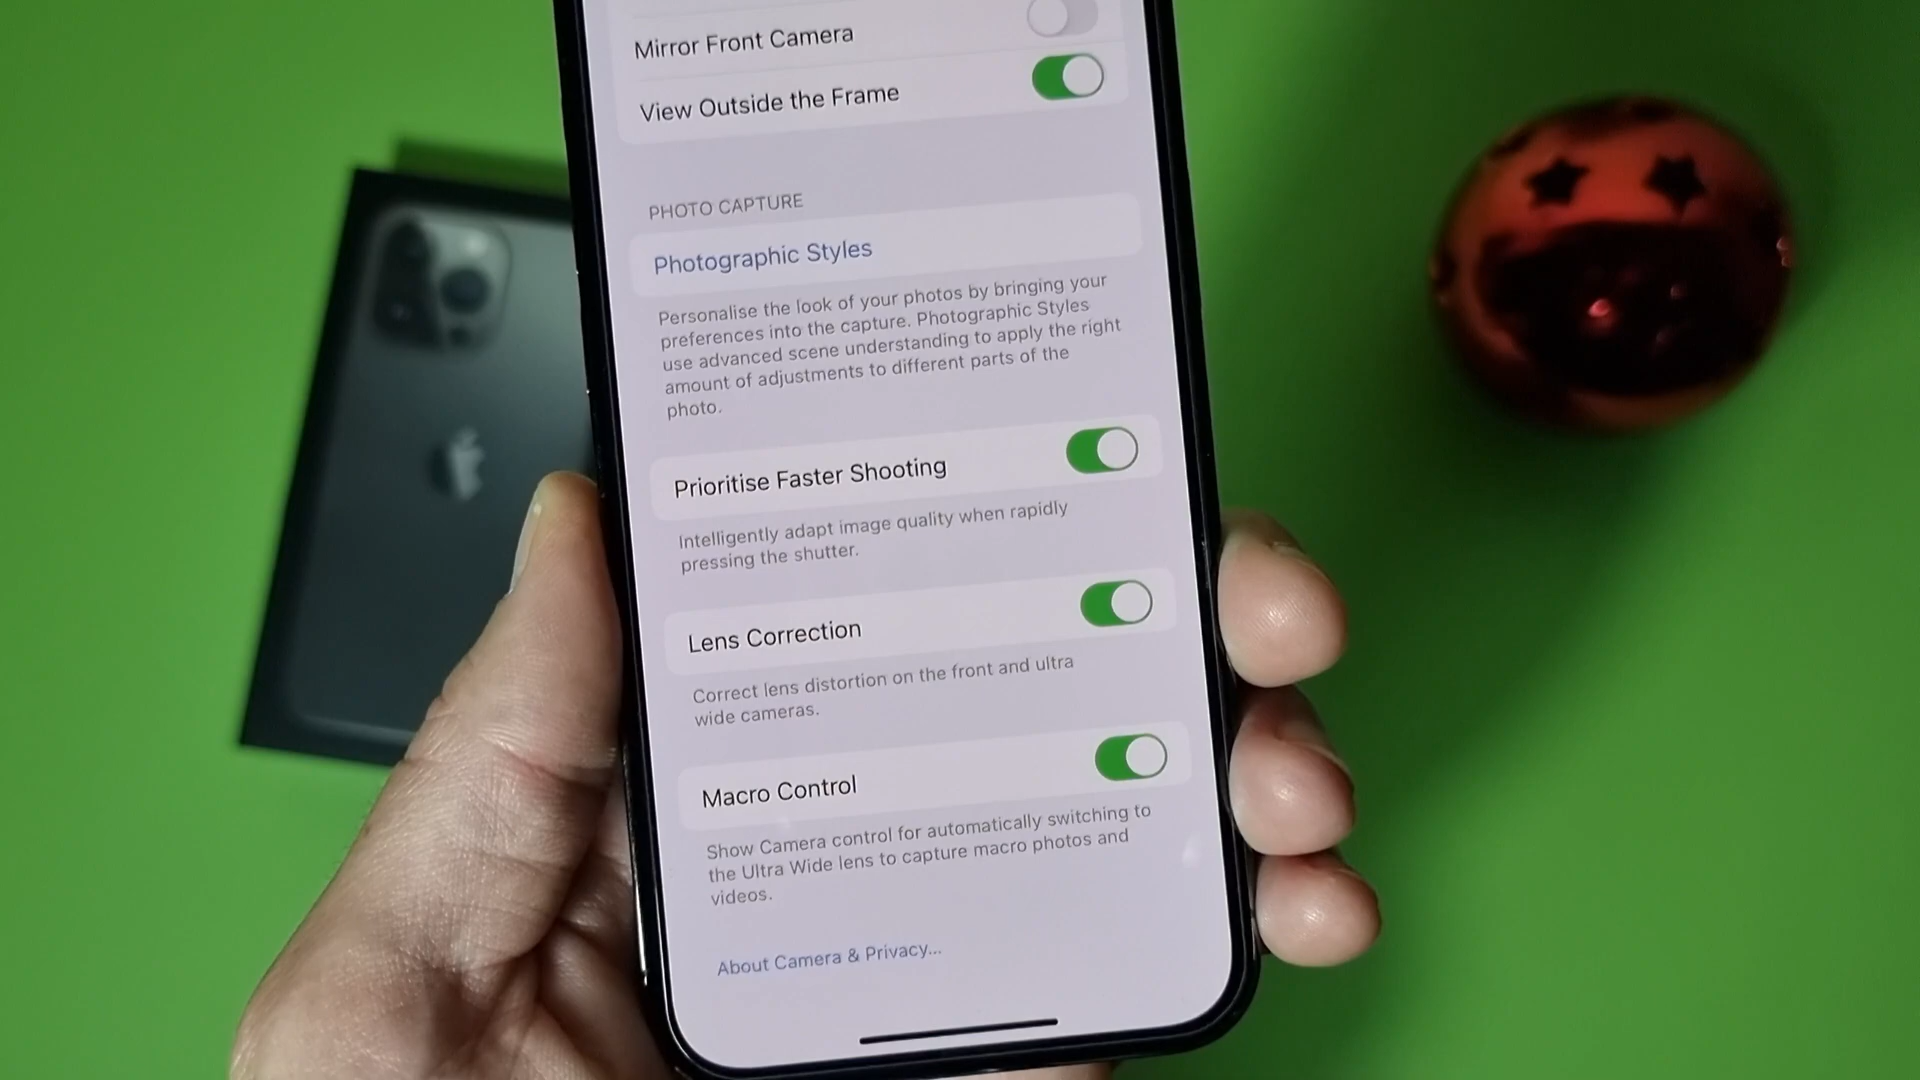 Mirror Front Camera
View Outside the Frame
PHOTO CAPTURE
Photographic Styles
Personalise the look of your photos by bringing your
preferences into the capture. Photographic Styles
use advanced scene understanding to apply the right
amount of adjustments to different parts of the
photo.
Prioritise Faster Shooting
Intelligently adapt image quality when rapidly
pressing the shutter.
Lens Correction
Correct lens distortion on the front and ultra
wide cameras.
Macro Control
Show Camera control for automatically switching to
the Ultra Wide lens to capture macro photos and
videos.
About Camera & Privacy...